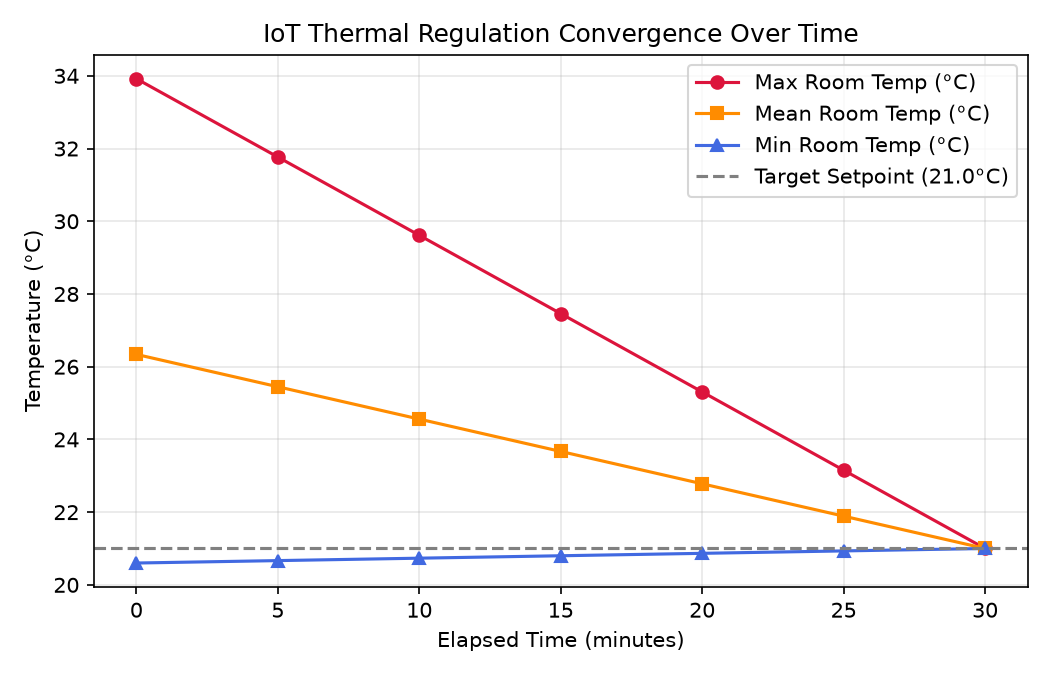 IoT Thermal Regulation Convergence Over Time
Max Room Temp (°C)
Mean Room Temp (°C)
Min Room Temp (°C)
Target Setpoint (21.0°C)
Temperature (°C)
34
32
30
28
26
24
22
20
0 5 10 15 20 25 30
Elapsed Time (minutes)